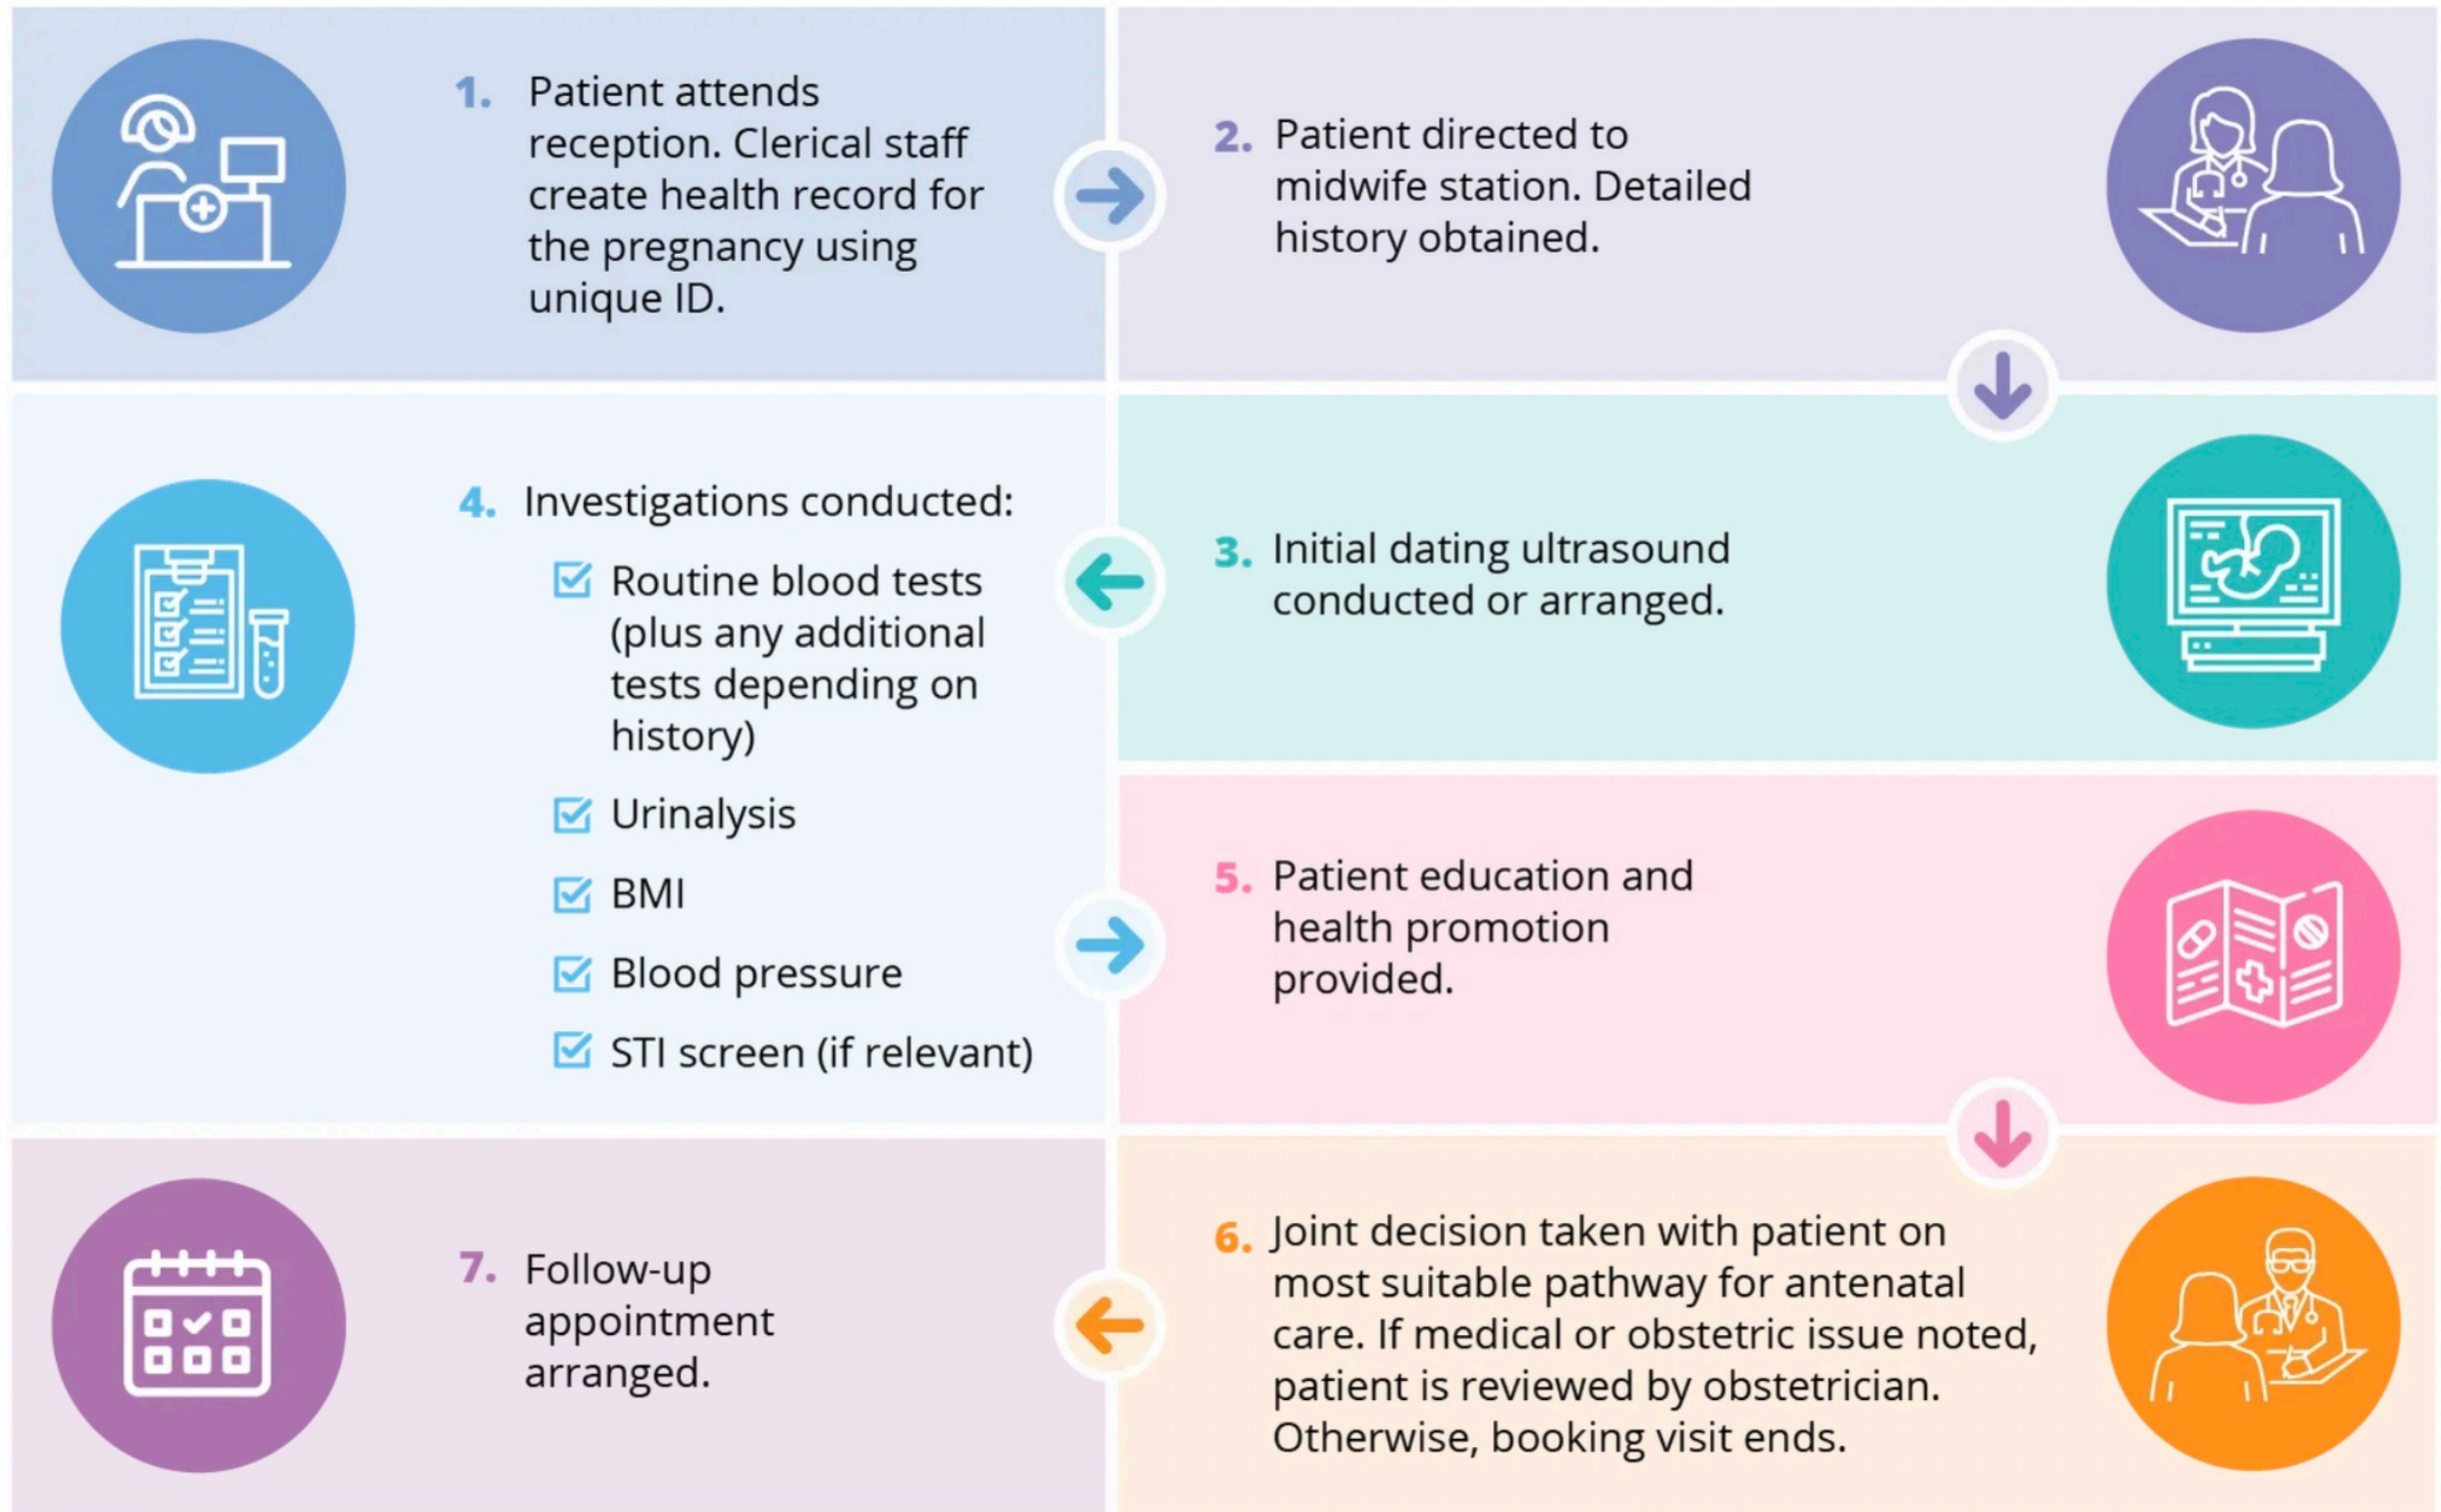 1. Patient attends
reception. Clerical staff
create health record for
the pregnancy using
unique ID.
2. Patient directed to
midwife station. Detailed
history obtained.
3. Initial dating ultrasound
conducted or arranged.
4. Investigations conducted:
Routine blood tests
(plus any additional
tests depending on
history)
Urinalysis
BMI
Blood pressure
STI screen (if relevant)
5. Patient education and
health promotion
provided.
6. Joint decision taken with patient on
most suitable pathway for antenatal
care. If medical or obstetric issue noted,
patient is reviewed by obstetrician.
Otherwise, booking visit ends.
7. Follow-up
appointment
arranged.